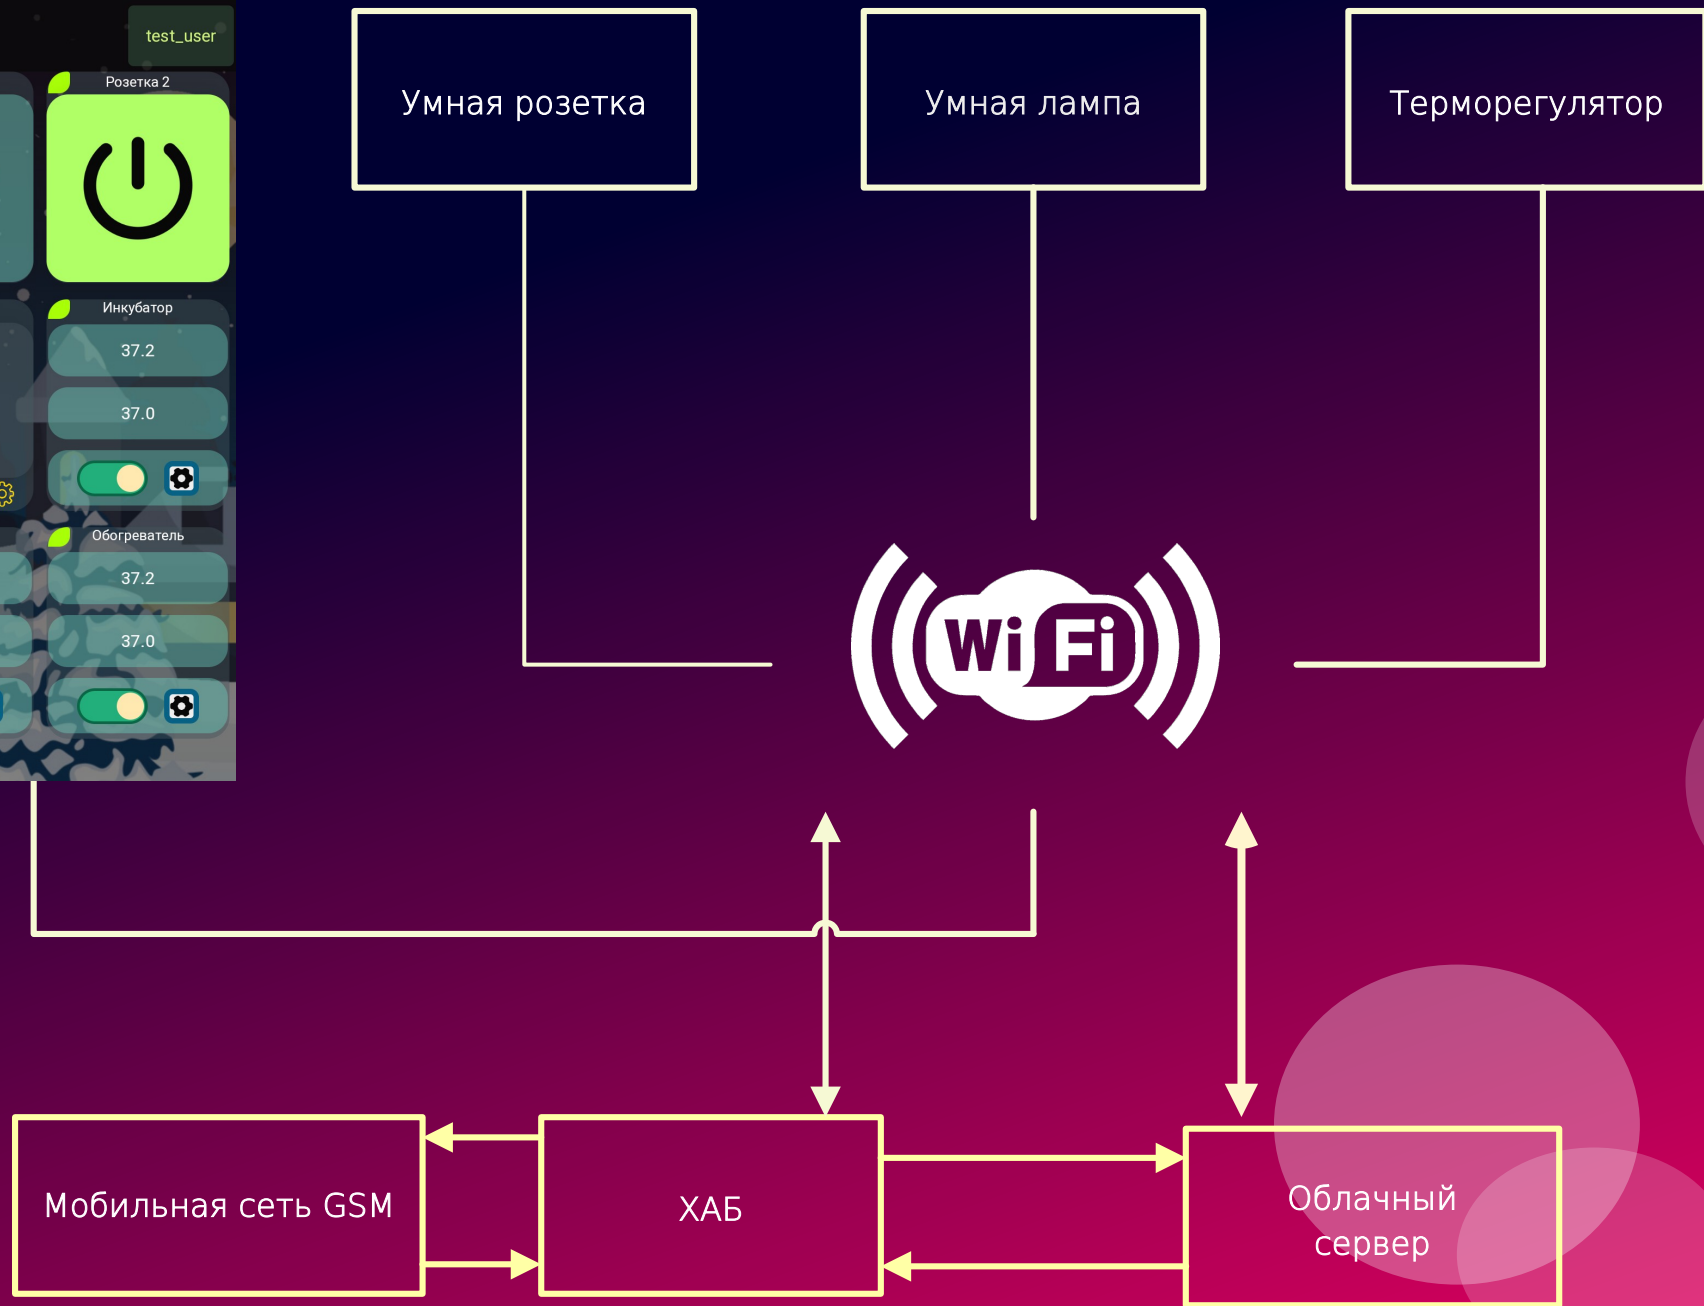 test_user
Розетка 2
Инкубатор
37.2
37.0
Обогреватель
37.2
37.0
Умная розетка
Умная лампа
Терморегулятор
Wi Fi
Мобильная сеть GSM
ХАБ
Облачный
сервер